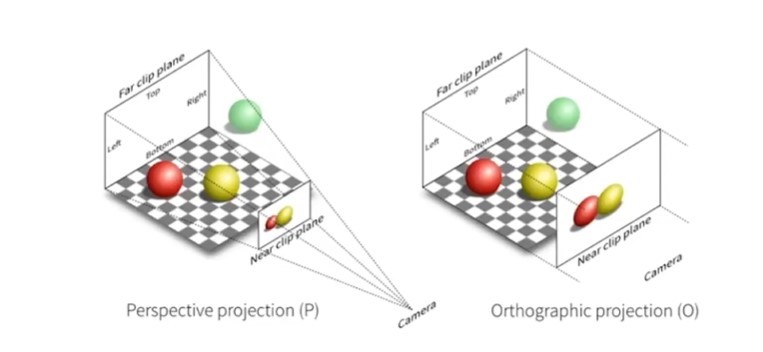 Far clip plane
Top
Right
Left
Bottom
Near clip plane
Camera
Perspective projection (P)
Far clip plane
Top
Right
Left
Bottom
Near clip plane
Camera
Orthographic projection (O)